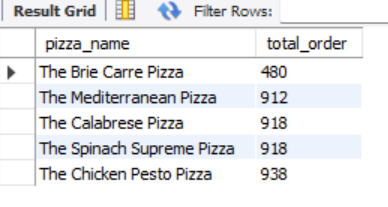 Result Grid Filter Rows:
pizza_name total_order
The Brie Carre Pizza 480
The Mediterranean Pizza 912
The Calabrese Pizza 918
The Spinach Supreme Pizza 918
The Chicken Pesto Pizza 938